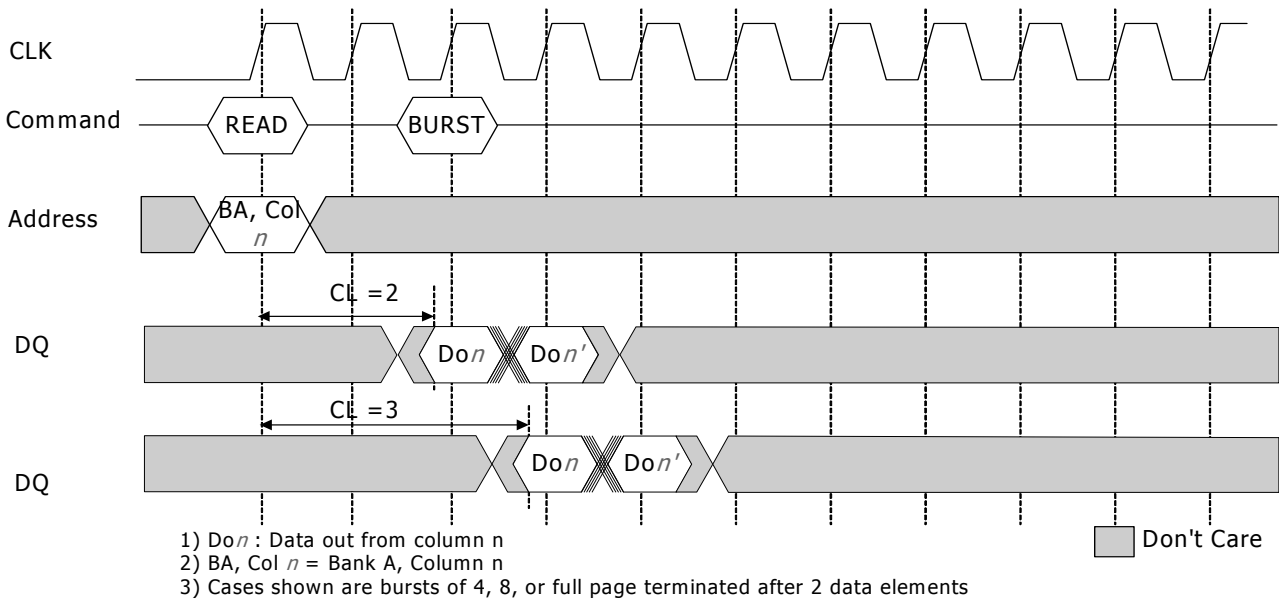 CLK
Command
READ
BURST
Address
BA, Col
n
CL =2
DQ
Don
Don'
CL =3
DQ
Don
Don'
1) Don : Data out from column n
2) BA, Col n = Bank A, Column n
3) Cases shown are bursts of 4, 8, or full page terminated after 2 data elements
Don't Care